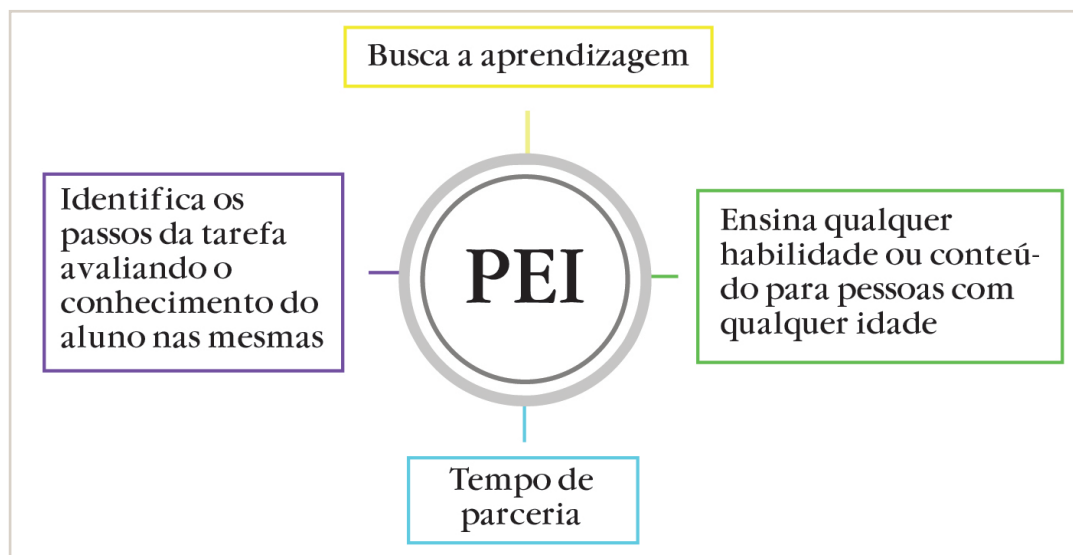 Busca a aprendizagem
Identifica os
passos da tarefa
avaliando o
conhecimento do
aluno nas mesmas
PEI
Ensina qualquer
habilidade ou conteú-
do para pessoas com
qualquer idade
Tempo de
parceria